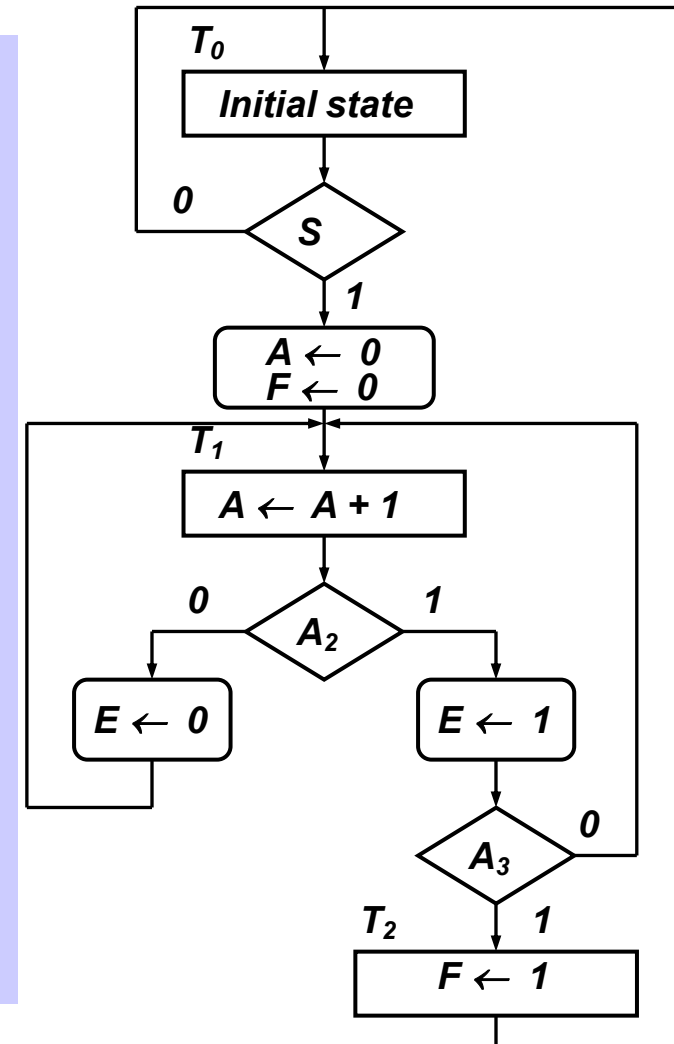 T₀
Initial state
0
S
1
A ← 0
F ← 0
T₁
A ← A + 1
0
A₂
1
E ← 0
E ← 1
A₃
0
T₂
1
F ← 1